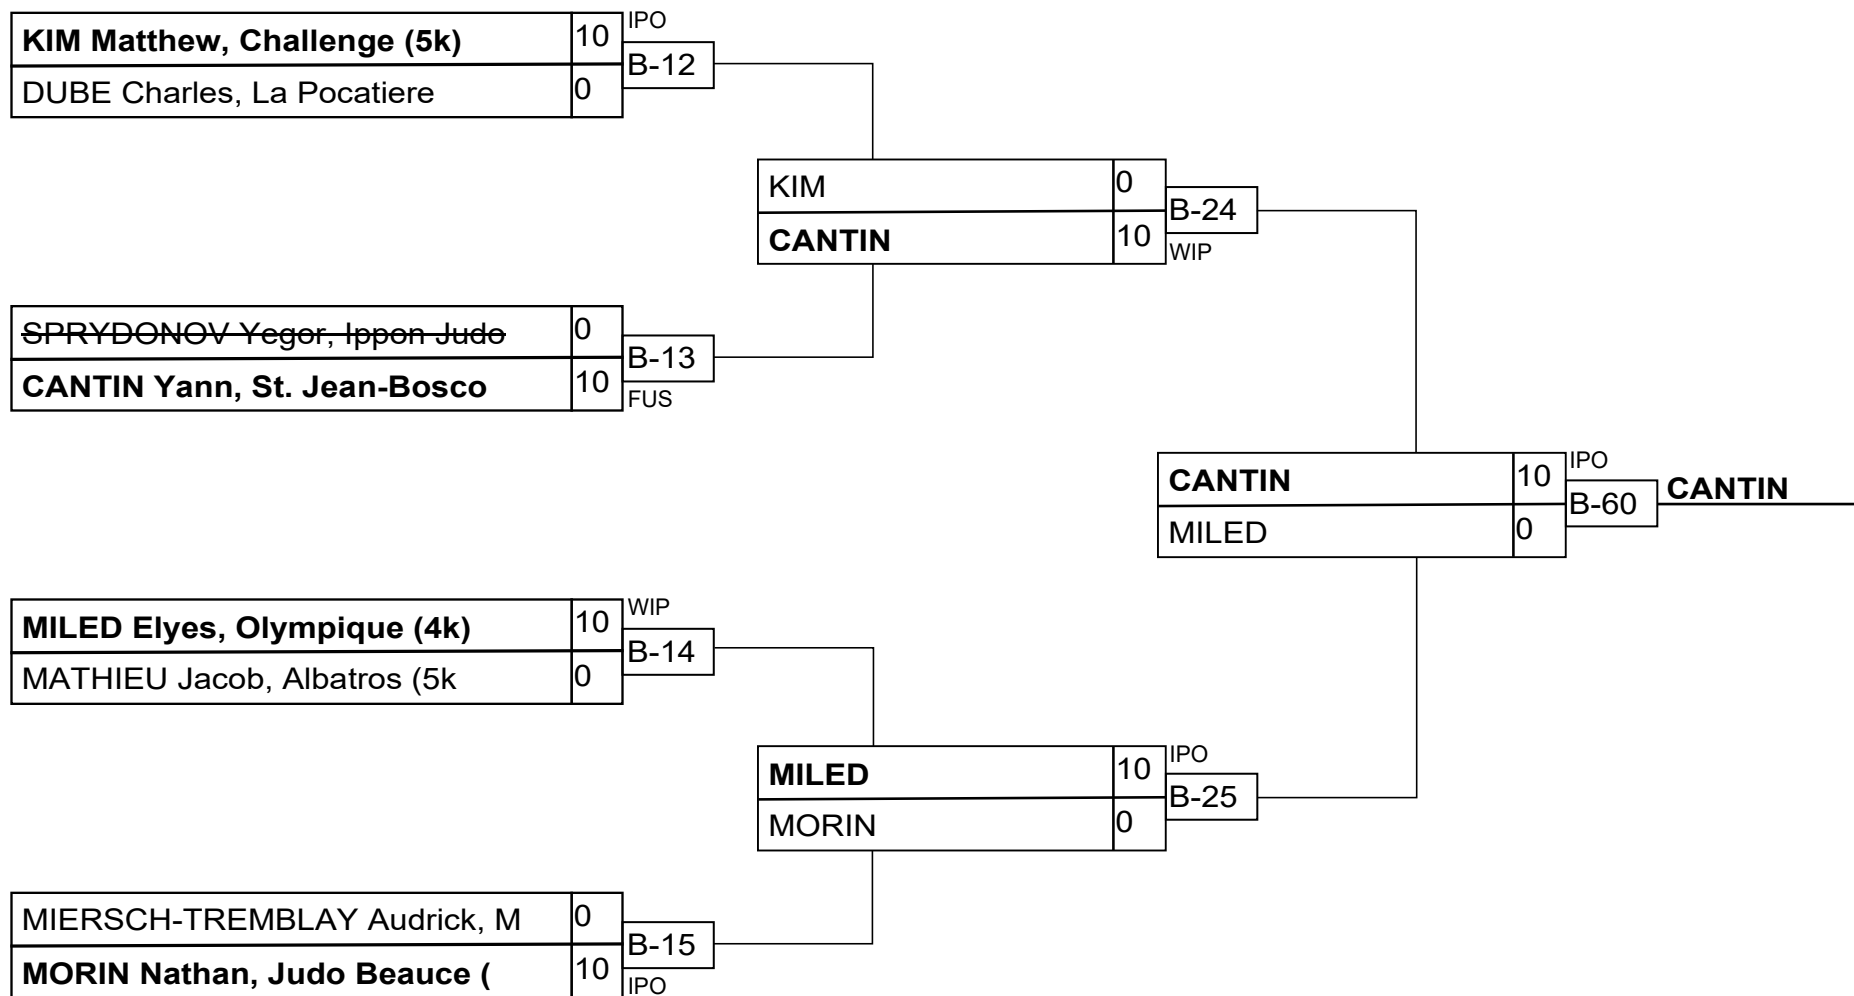 KIM Matthew, Challenge (5k) 10 IPO
B-12
DUBE Charles, La Pocatiere 0
KIM 0
B-24
CANTIN 10 WIP
SPRYDONOV Yegor, Ippon Judo 0
B-13
CANTIN Yann, St. Jean-Bosco 10 FUS
CANTIN 10 IPO
B-60 CANTIN
MILED 0
MILED Elyes, Olympique (4k) 10 WIP
B-14
MATHIEU Jacob, Albatros (5k 0
MILED 10 IPO
B-25
MORIN 0
MIERSCH-TREMBLAY Audrick, M 0
B-15
MORIN Nathan, Judo Beauce ( 10 IPO